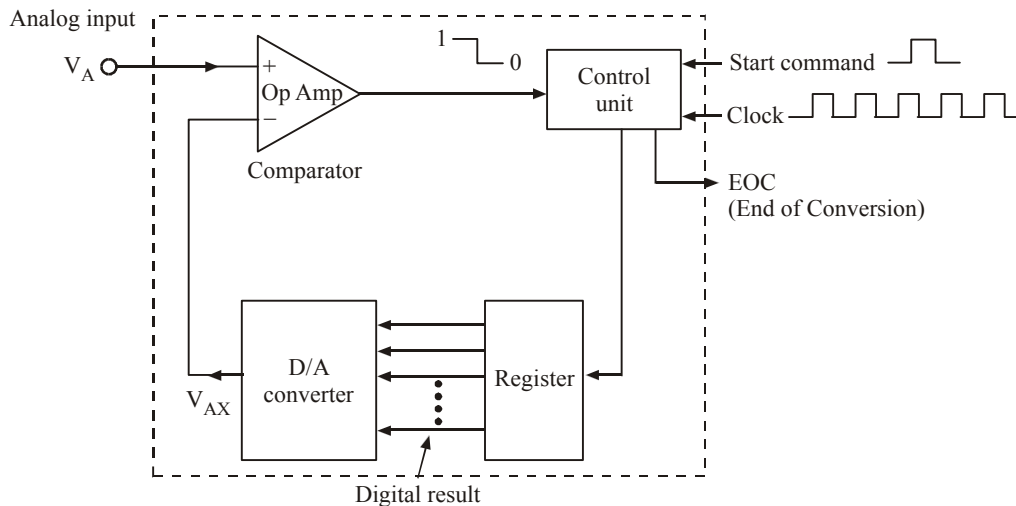 Analog input
V_A
+
Op Amp
−
Comparator
1
0
Control
unit
Start command
Clock
EOC
(End of Conversion)
D/A
converter
Register
V_AX
Digital result